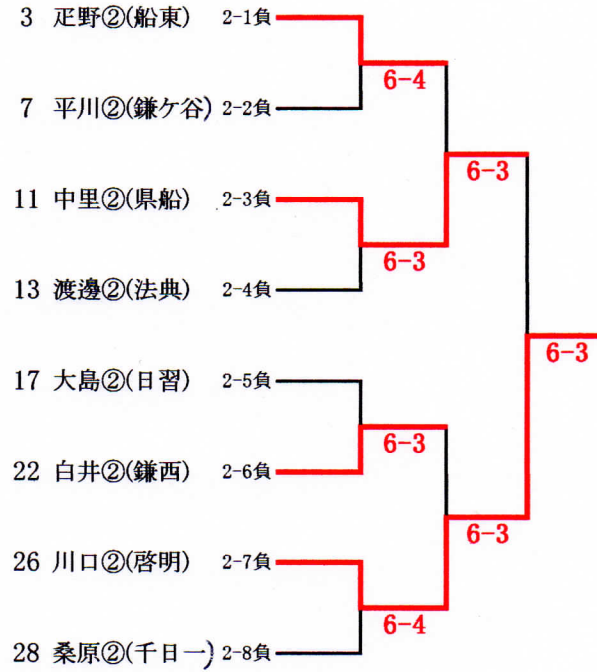 3 疋野②(船東) 2-1負
6-4
7 平川②(鎌ケ谷) 2-2負
6-3
11 中里②(県船) 2-3負
6-3
13 渡邊②(法典) 2-4負
6-3
17 大島②(日習) 2-5負
6-3
22 白井②(鎌西) 2-6負
6-3
26 川口②(啓明) 2-7負
6-4
28 桑原②(千日一) 2-8負